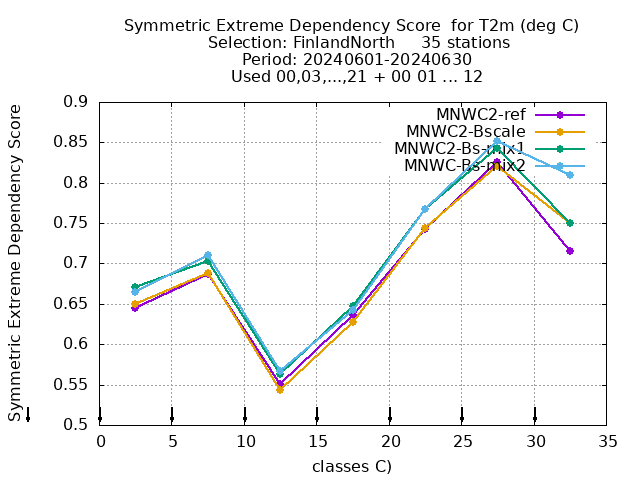 Symmetric Extreme Dependency Score  for T2m (deg C)
Selection: FinlandNorth     35 stations
Period: 20240601-20240630
Used 00,03,...,21 + 00 01 ... 12
Symmetric Extreme Dependency Score
0.9
0.85
0.8
0.75
0.7
0.65
0.6
0.55
0.5
MNWC2-ref
MNWC2-Bscale
MNWC2-Bs-mix1
MNWC-Bs-mix2
0 5 10 15 20 25 30 35
classes C)